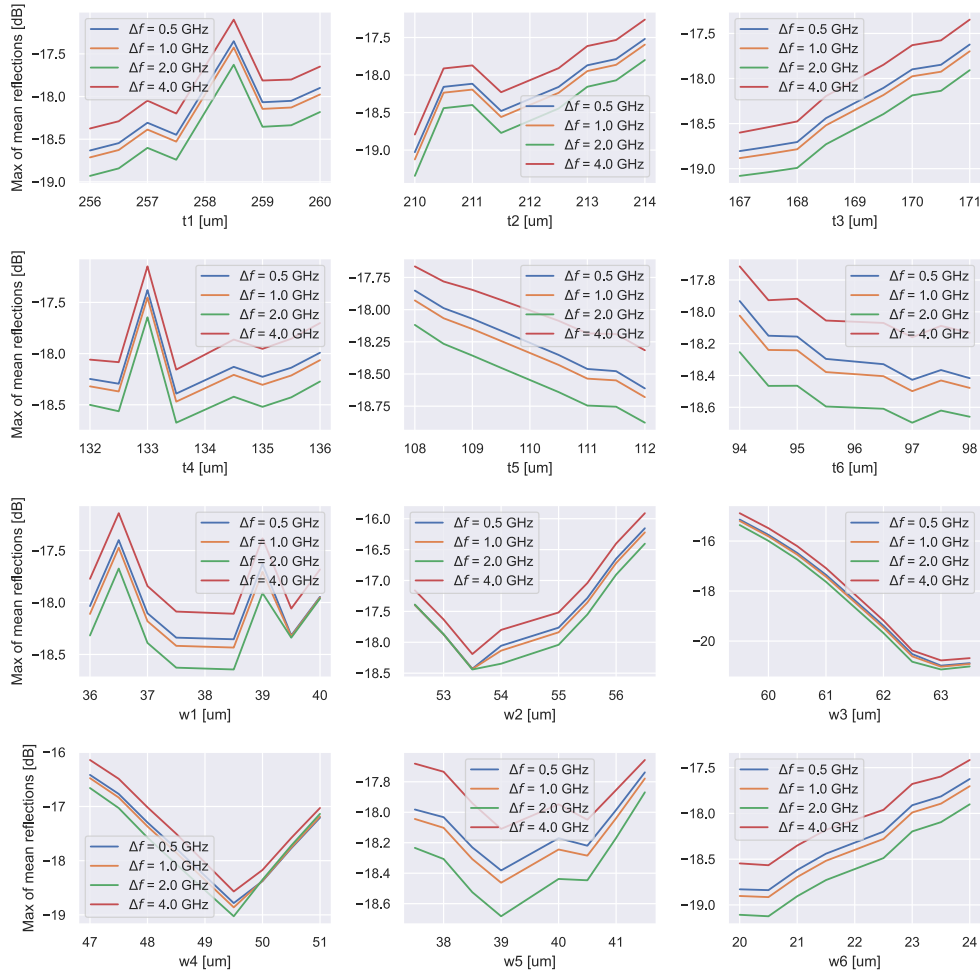 Max of mean reflections [dB]
−17.5
−18.0
−18.5
−19.0
Δf = 0.5 GHz
Δf = 1.0 GHz
Δf = 2.0 GHz
Δf = 4.0 GHz
256 257 258 259 260
t1 [um]
−17.5
−18.0
−18.5
−19.0
Δf = 0.5 GHz
Δf = 1.0 GHz
Δf = 2.0 GHz
Δf = 4.0 GHz
210 211 212 213 214
t2 [um]
−17.5
−18.0
−18.5
−19.0
Δf = 0.5 GHz
Δf = 1.0 GHz
Δf = 2.0 GHz
Δf = 4.0 GHz
167 168 169 170 171
t3 [um]
Max of mean reflections [dB]
−17.5
−18.0
−18.5
Δf = 0.5 GHz
Δf = 1.0 GHz
Δf = 2.0 GHz
Δf = 4.0 GHz
132 133 134 135 136
t4 [um]
−17.75
−18.00
−18.25
−18.50
−18.75
Δf = 0.5 GHz
Δf = 1.0 GHz
Δf = 2.0 GHz
Δf = 4.0 GHz
108 109 110 111 112
t5 [um]
−17.8
−18.0
−18.2
−18.4
−18.6
Δf = 0.5 GHz
Δf = 1.0 GHz
Δf = 2.0 GHz
Δf = 4.0 GHz
94 95 96 97 98
t6 [um]
Max of mean reflections [dB]
−17.5
−18.0
−18.5
Δf = 0.5 GHz
Δf = 1.0 GHz
Δf = 2.0 GHz
Δf = 4.0 GHz
36 37 38 39 40
w1 [um]
−16.0
−16.5
−17.0
−17.5
−18.0
−18.5
Δf = 0.5 GHz
Δf = 1.0 GHz
Δf = 2.0 GHz
Δf = 4.0 GHz
53 54 55 56
w2 [um]
−16
−18
−20
Δf = 0.5 GHz
Δf = 1.0 GHz
Δf = 2.0 GHz
Δf = 4.0 GHz
60 61 62 63
w3 [um]
Max of mean reflections [dB]
−16
−17
−18
−19
Δf = 0.5 GHz
Δf = 1.0 GHz
Δf = 2.0 GHz
Δf = 4.0 GHz
47 48 49 50 51
w4 [um]
−17.8
−18.0
−18.2
−18.4
−18.6
Δf = 0.5 GHz
Δf = 1.0 GHz
Δf = 2.0 GHz
Δf = 4.0 GHz
38 39 40 41
w5 [um]
−17.5
−18.0
−18.5
−19.0
Δf = 0.5 GHz
Δf = 1.0 GHz
Δf = 2.0 GHz
Δf = 4.0 GHz
20 21 22 23 24
w6 [um]